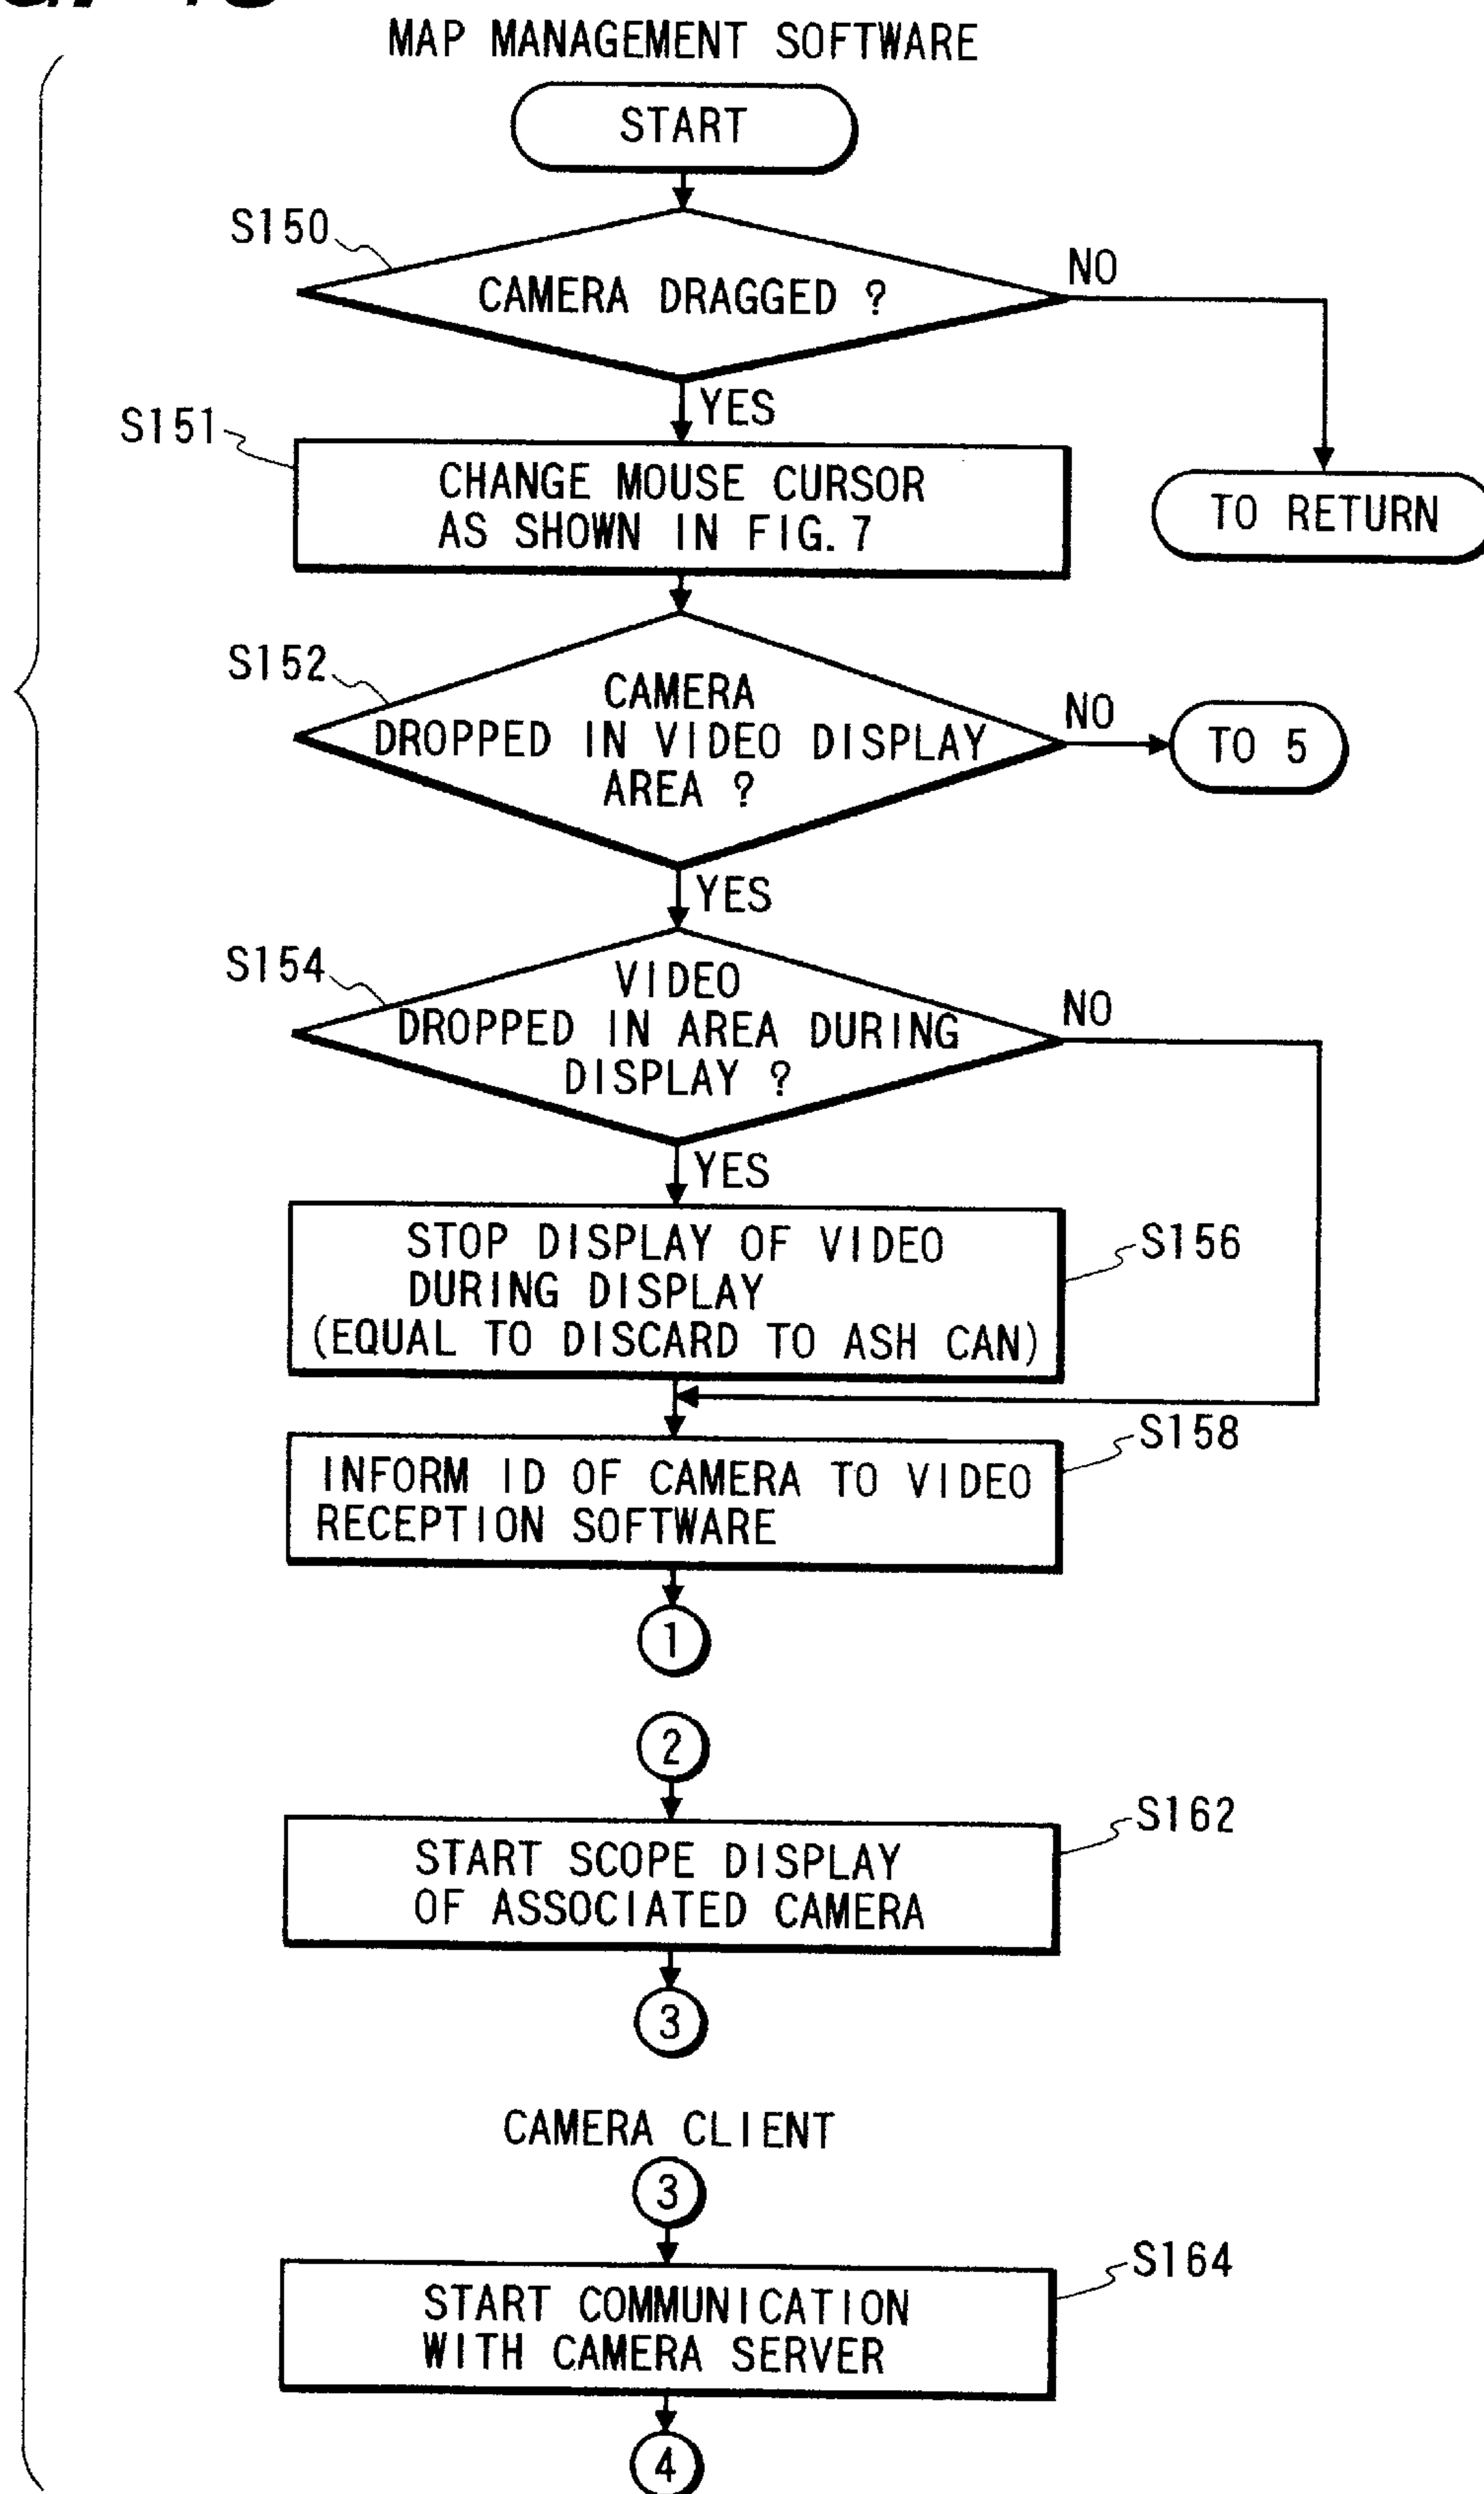 MAP MANAGEMENT SOFTWARE
START
S150
CAMERA DRAGGED ?
NO
YES
S151
CHANGE MOUSE CURSOR
AS SHOWN IN FIG. 7
TO RETURN
S152
CAMERA
DROPPED IN VIDEO DISPLAY
AREA ?
NO
TO 5
YES
S154
VIDEO
DROPPED IN AREA DURING
DISPLAY ?
NO
YES
STOP DISPLAY OF VIDEO
DURING DISPLAY
(EQUAL TO DISCARD TO ASH CAN)
S156
S158
INFORM ID OF CAMERA TO VIDEO
RECEPTION SOFTWARE
1
2
S162
START SCOPE DISPLAY
OF ASSOCIATED CAMERA
3
CAMERA CLIENT
3
S164
START COMMUNICATION
WITH CAMERA SERVER
4